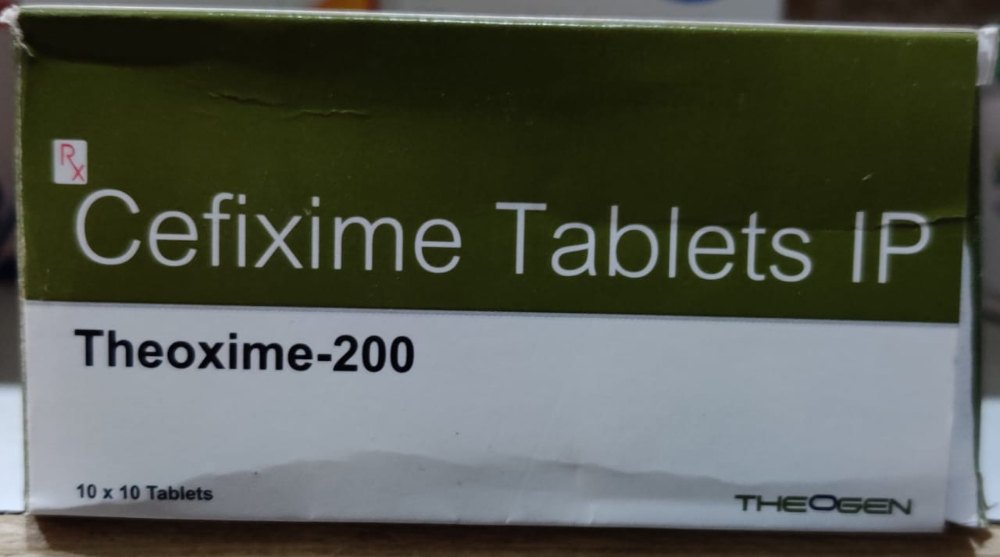 Rx
Cefixime Tablets IP
Theoxime-200
10 x 10 Tablets
THEOGEN